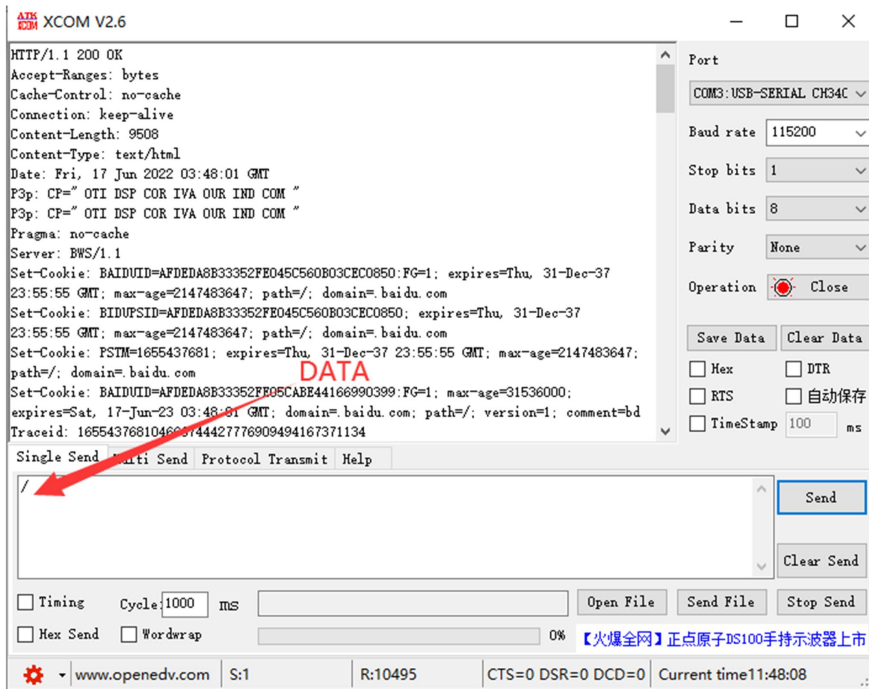 ATK XCOM XCOM V2.6
HTTP/1.1 200 OK
Accept-Ranges: bytes
Cache-Control: no-cache
Connection: keep-alive
Content-Length: 9508
Content-Type: text/html
Date: Fri, 17 Jun 2022 03:48:01 GMT
P3p: CP=" OTI DSP COR IVA OUR IND COM "
P3p: CP=" OTI DSP COR IVA OUR IND COM "
Pragma: no-cache
Server: BWS/1.1
Set-Cookie: BAIDUID=AFDEDA8B33352FE045C560B03CEC0850:FG=1; expires=Thu, 31-Dec-37
23:55:55 GMT; max-age=2147483647; path=/; domain=.baidu.com
Set-Cookie: BIDUPSID=AFDEDA8B33352FE045C560B03CEC0850; expires=Thu, 31-Dec-37
23:55:55 GMT; max-age=2147483647; path=/; domain=.baidu.com
Set-Cookie: PSTM=1655437681; expires=Thu, 31-Dec-37 23:55:55 GMT; max-age=2147483647;
path=/; domain=.baidu.com
DATA
Set-Cookie: BAIDUID=AFDEDA8B33352FE05CABE44166990399:FG=1; max-age=31536000;
expires=Sat, 17-Jun-23 03:48:01 GMT; domain=.baidu.com; path=/; version=1; comment=bd
Traceid:
Port
COM3:USB-SERIAL CH340
Baud rate 115200
Stop bits 1
Data bits 8
Parity None
Operation Close
Save Data Clear Data
Hex DTR
RTS 自动保存
TimeStamp 100 ms
Single Send Multi Send Protocol Transmit Help
/
Send
Clear Send
Timing Cycle: 1000 ms Open File Send File Stop Send
Hex Send Wordwrap 0% 【火爆全网】正点原子DS100手持示波器上市
www.openedv.com S:1 R:10495 CTS=0 DSR=0 DCD=0 Current time11:48:08